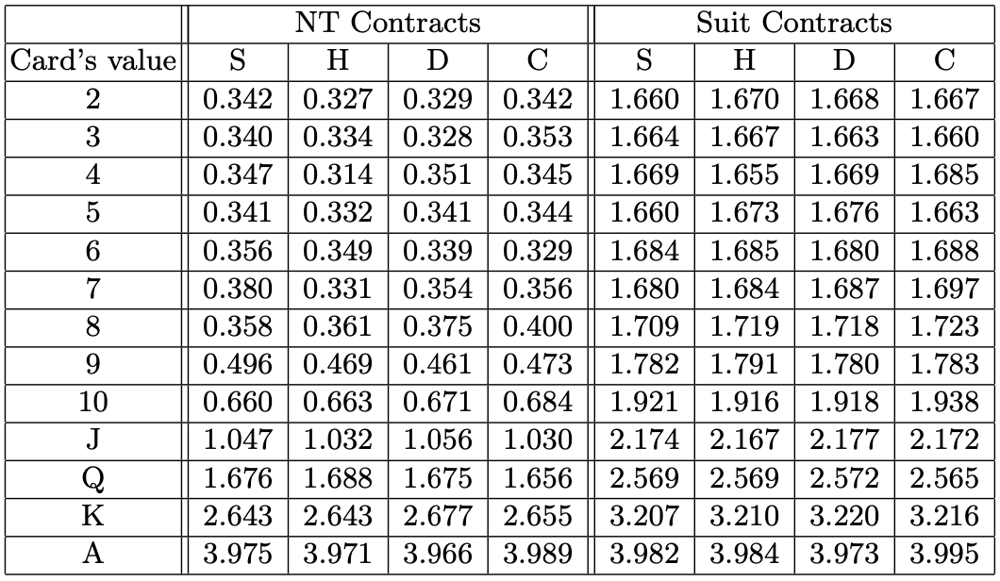 NT Contracts Suit Contracts
Card's value S H D C S H D C
2 0.342 0.327 0.329 0.342 1.660 1.670 1.668 1.667
3 0.340 0.334 0.328 0.353 1.664 1.667 1.663 1.660
4 0.347 0.314 0.351 0.345 1.669 1.655 1.669 1.685
5 0.341 0.332 0.341 0.344 1.660 1.673 1.676 1.663
6 0.356 0.349 0.339 0.329 1.684 1.685 1.680 1.688
7 0.380 0.331 0.354 0.356 1.680 1.684 1.687 1.697
8 0.358 0.361 0.375 0.400 1.709 1.719 1.718 1.723
9 0.496 0.469 0.461 0.473 1.782 1.791 1.780 1.783
10 0.660 0.663 0.671 0.684 1.921 1.916 1.918 1.938
J 1.047 1.032 1.056 1.030 2.174 2.167 2.177 2.172
Q 1.676 1.688 1.675 1.656 2.569 2.569 2.572 2.565
K 2.643 2.643 2.677 2.655 3.207 3.210 3.220 3.216
A 3.975 3.971 3.966 3.989 3.982 3.984 3.973 3.995